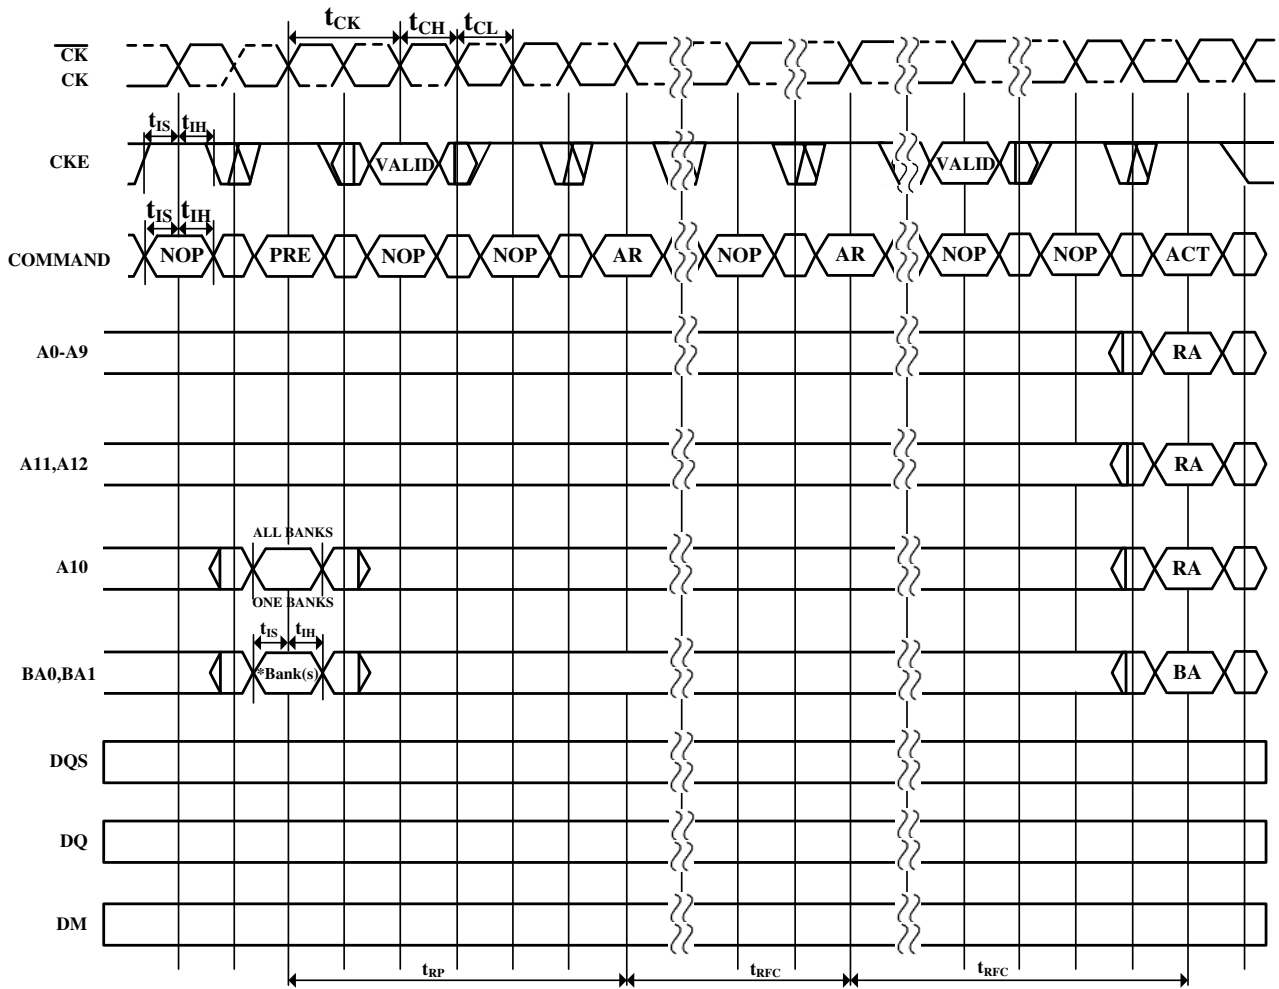 tCK tCH tCL
CK
CK
tIS tIH
CKE VALID VALID
tIS tIH
COMMAND NOP PRE NOP NOP AR NOP AR NOP NOP ACT
A0-A9 RA
A11,A12 RA
ALL BANKS
A10 RA
ONE BANKS
tIS tIH
BA0,BA1 *Bank(s) BA
DQS
DQ
DM
tRP tRFC tRFC